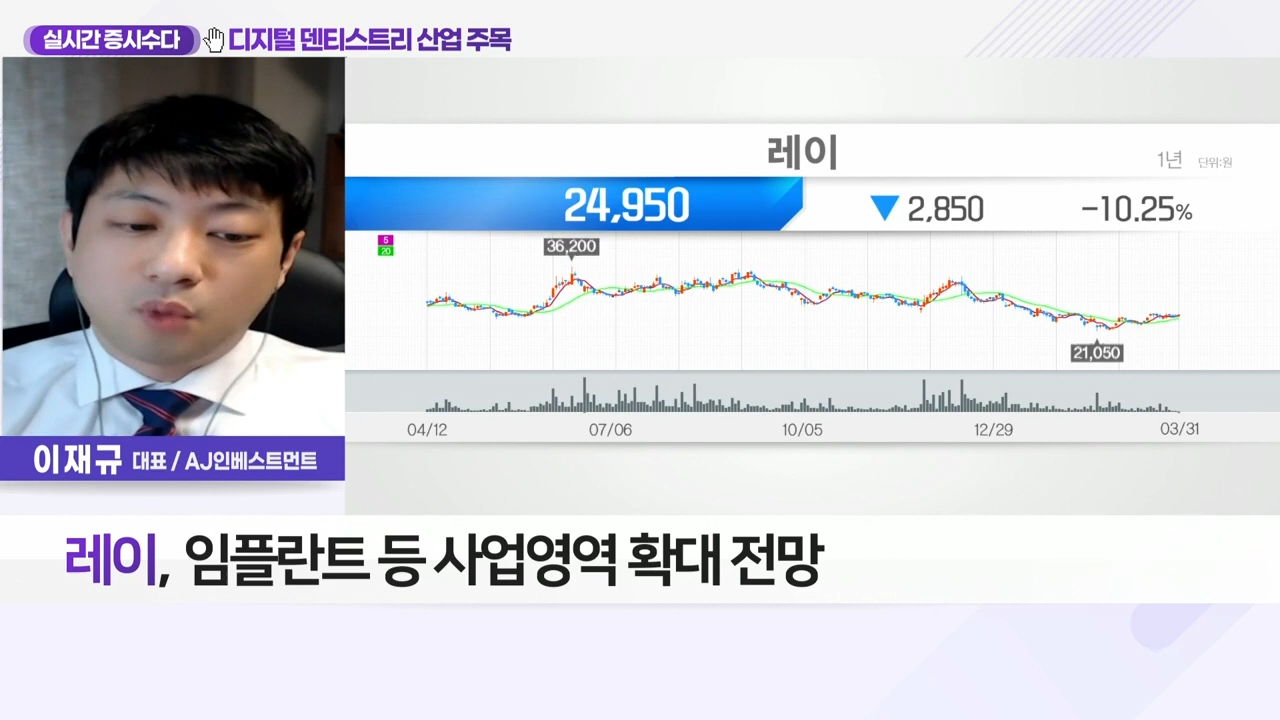 실시간 증시수다 디지털 덴티스트리 산업 주목
레이
1년 단위:원
24,950 ▼ 2,850 -10.25%
5
20
36,200
21,050
04/12 07/06 10/05 12/29 03/31
이재규 대표 / AJ인베스트먼트
레이, 임플란트 등 사업영역 확대 전망